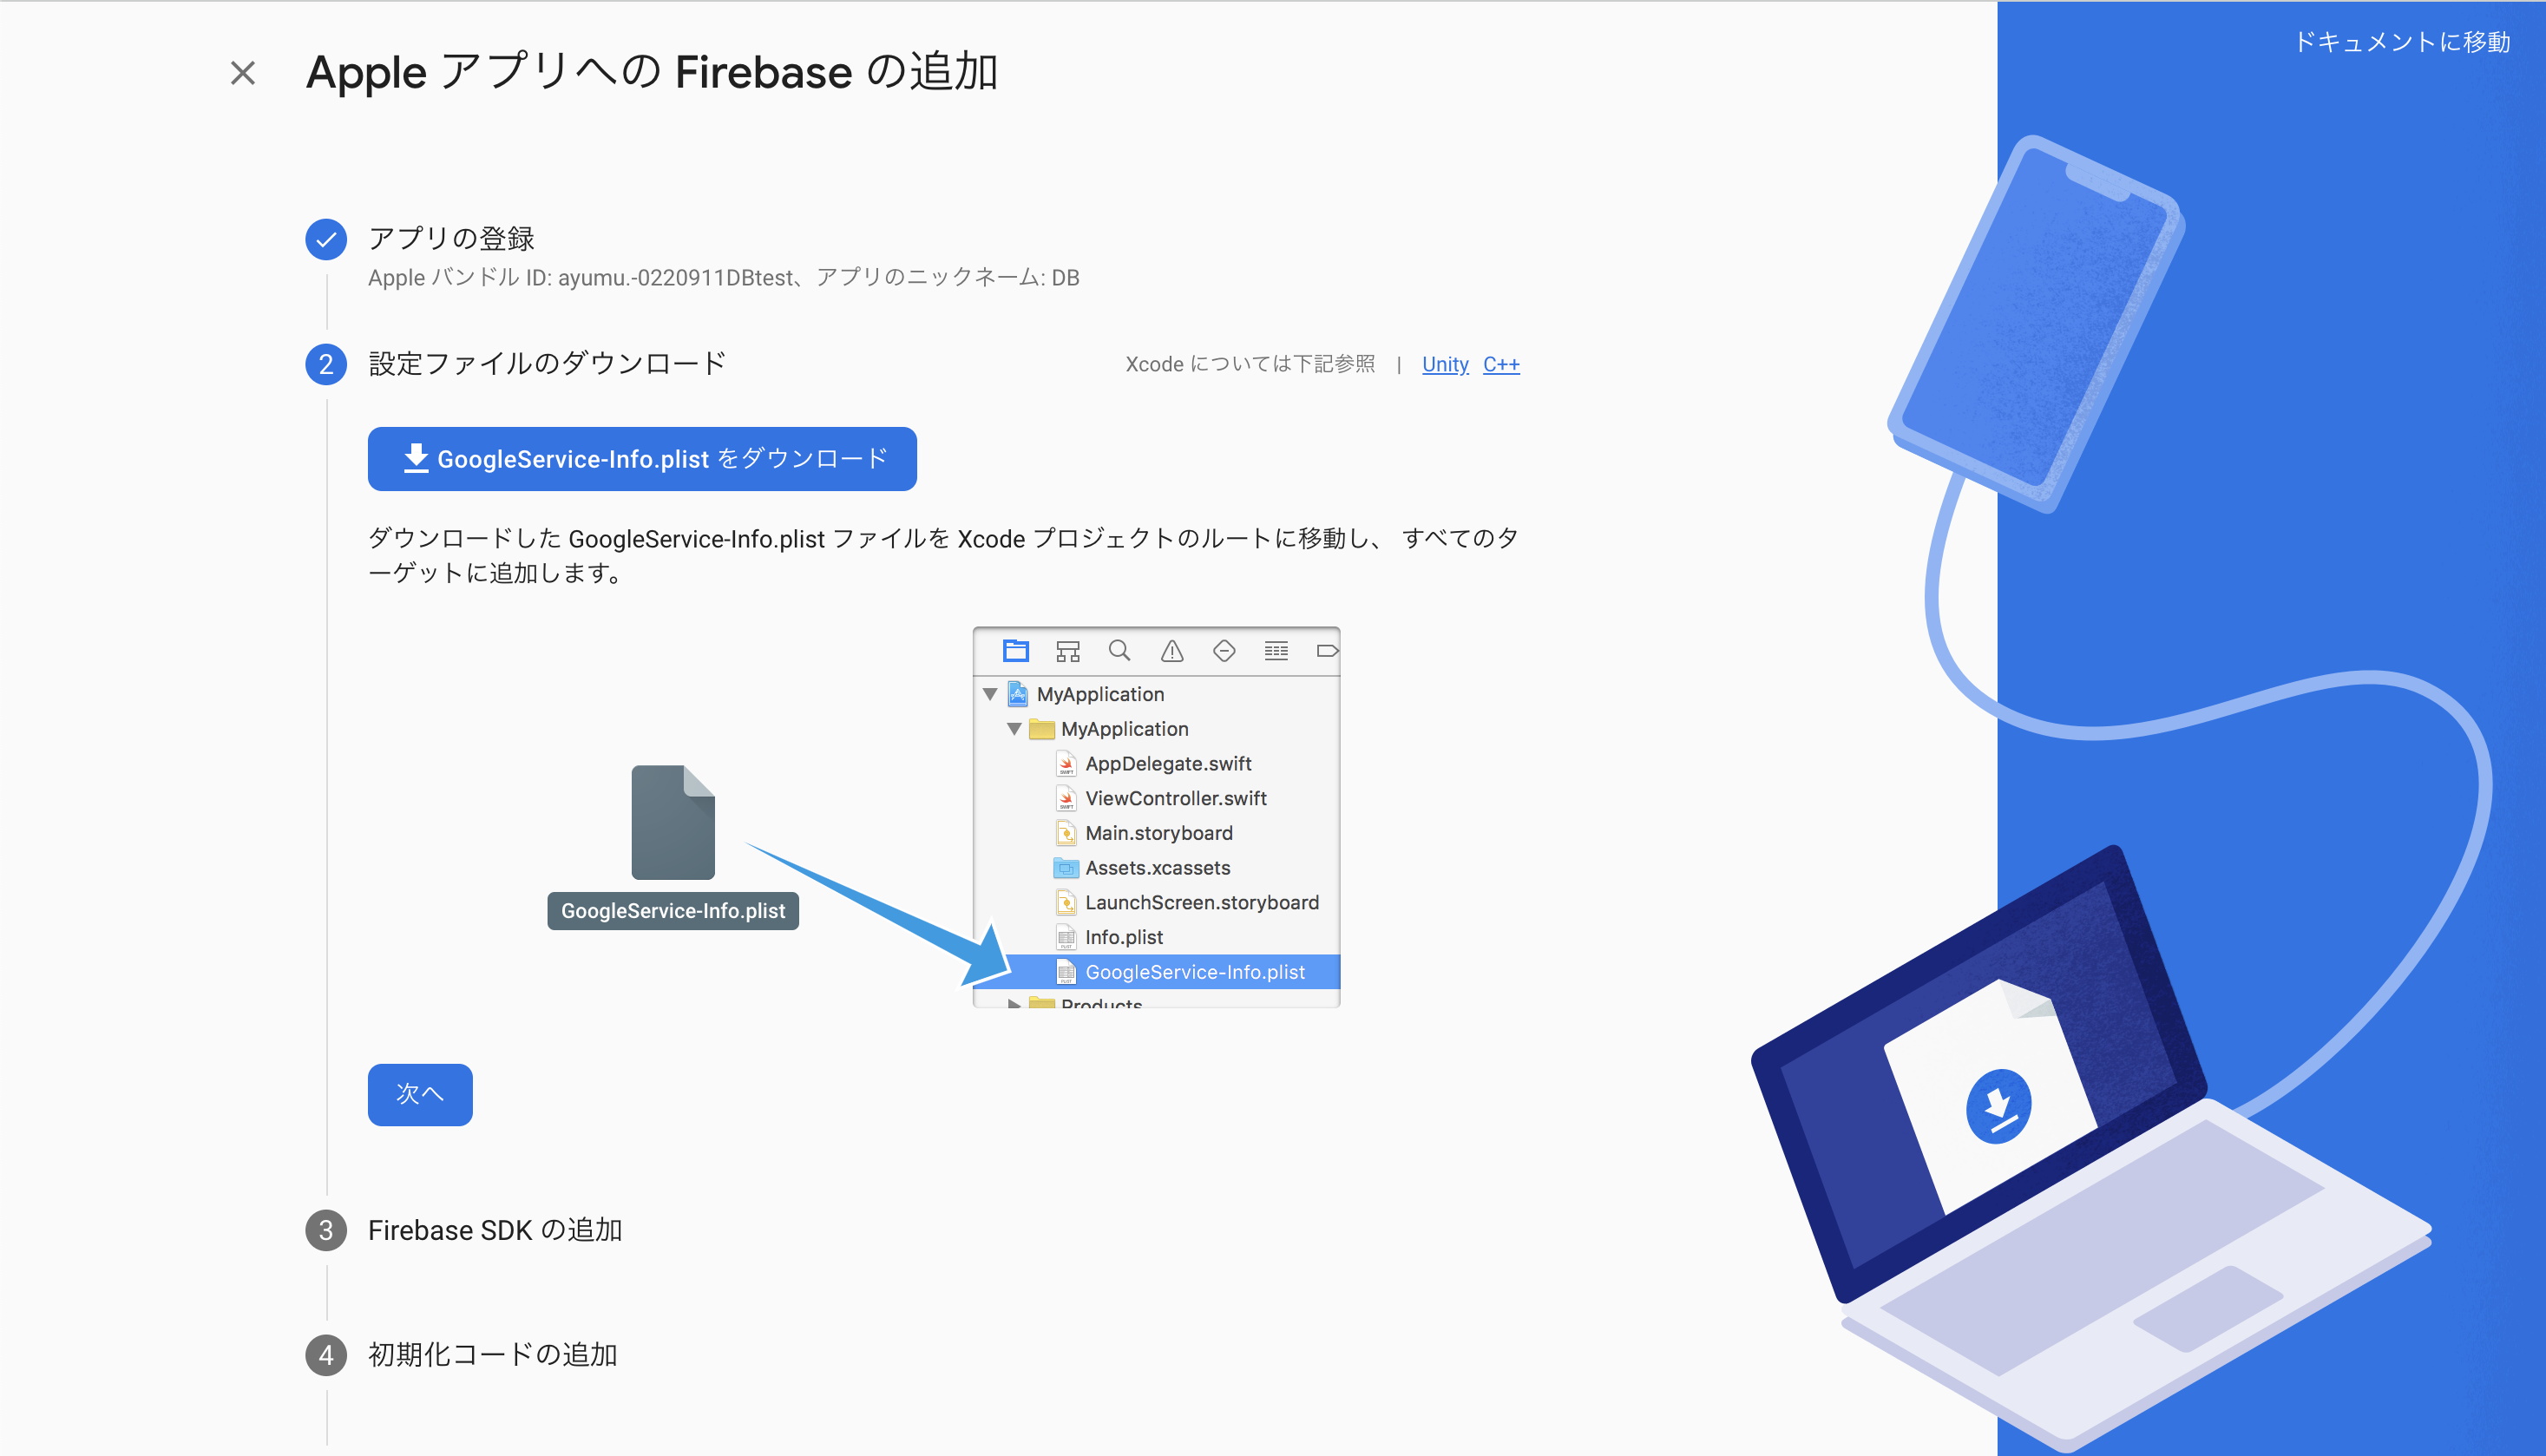 ドキュメントに移動
Apple アプリへの Firebase の追加
アプリの登録
Apple バンドル ID: ayumu.-0220911DBtest、アプリのニックネーム: DB
2 設定ファイルのダウンロード
Xcode については下記参照 | Unity C++
GoogleService-Info.plist をダウンロード
ダウンロードした GoogleService-Info.plist ファイルを Xcode プロジェクトのルートに移動し、 すべてのタ
ーゲットに追加します。
MyApplication
MyApplication
AppDelegate.swift
ViewController.swift
Main.storyboard
Assets.xcassets
LaunchScreen.storyboard
Info.plist
GoogleService-Info.plist
Products
GoogleService-Info.plist
次へ
3 Firebase SDK の追加
4 初期化コードの追加